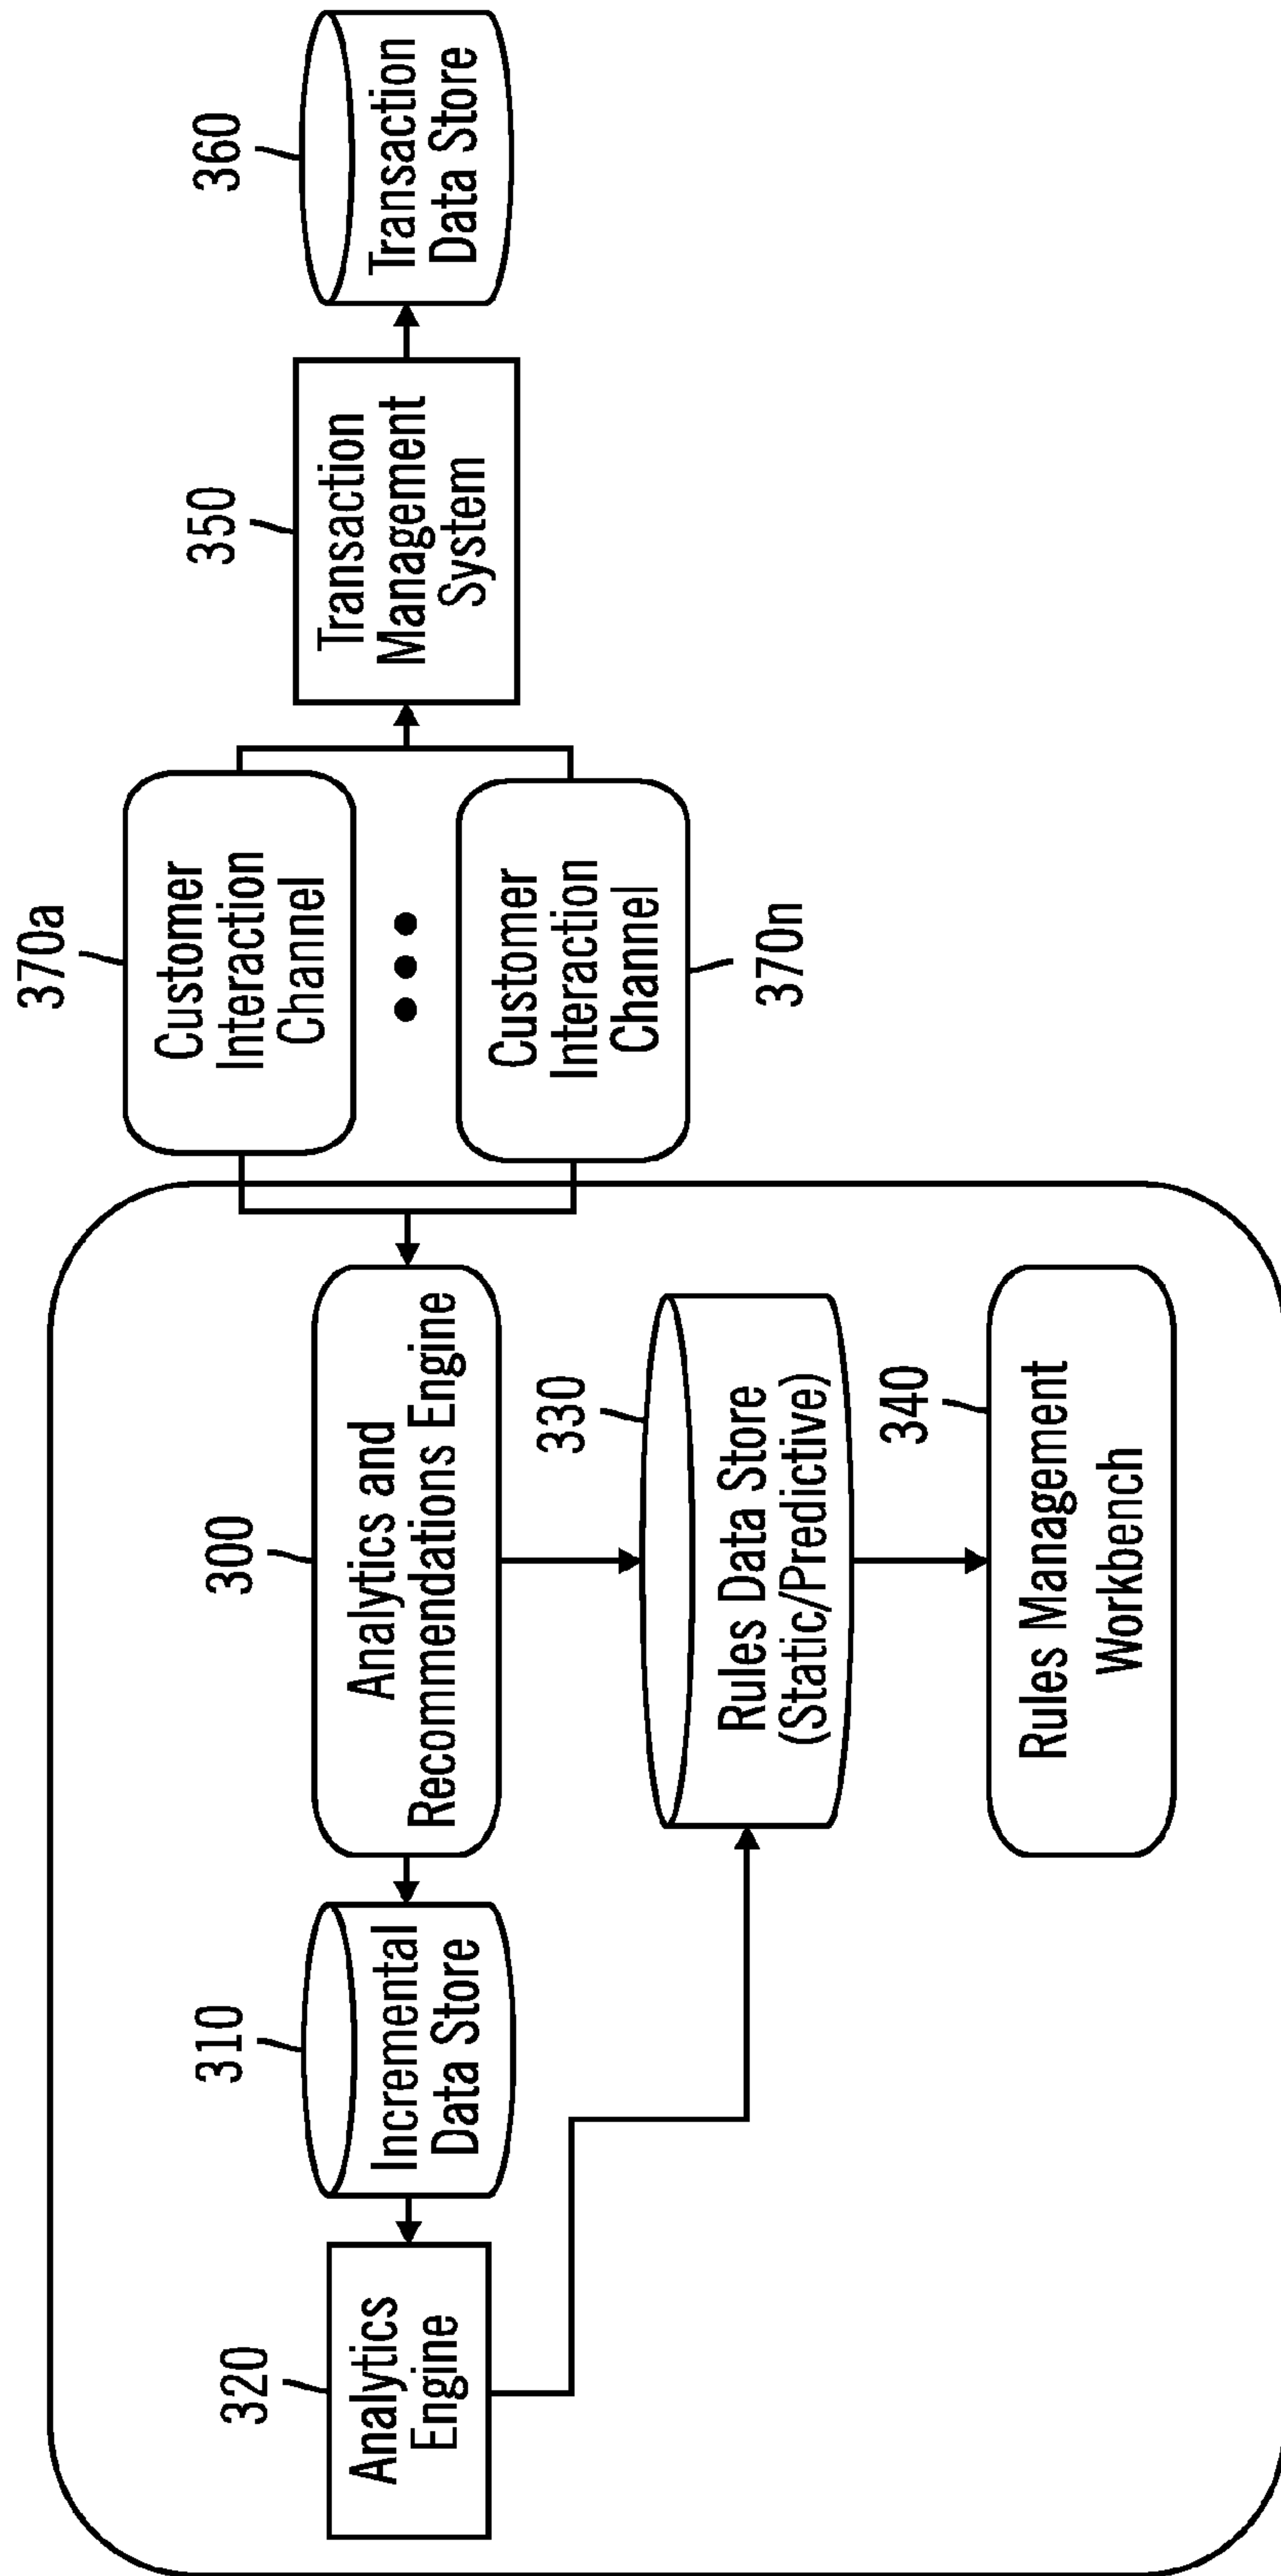 370a
360
350
300
310
320
Customer
Interaction
Channel
Transaction
Management
System
Transaction
Data Store
Analytics and
Recommendations Engine
Incremental
Data Store
Analytics
Engine
Customer
Interaction
Channel
370n
330
Rules Data Store
(Static/Predictive)
340
Rules Management
Workbench